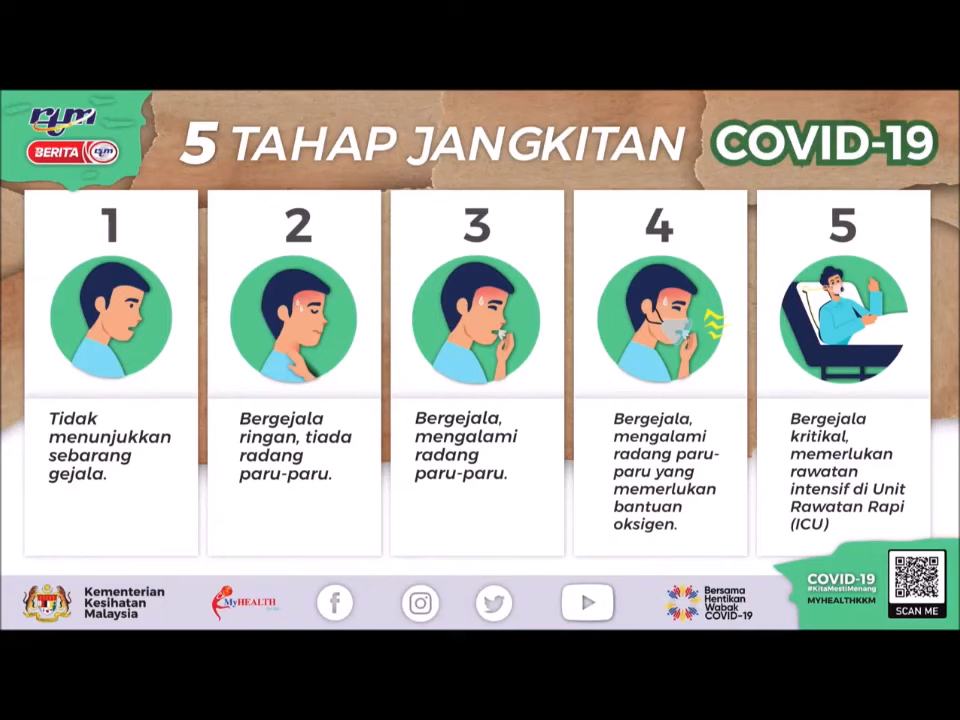 rtm
BERITA rtm
5 TAHAP JANGKITAN COVID-19
1
Tidak
menunjukkan
sebarang
gejala.
2
Bergejala
ringan, tiada
radang
paru-paru.
3
Bergejala,
mengalami
radang
paru-paru.
4
Bergejala,
mengalami
radang paru-
paru yang
memerlukan
bantuan
oksigen.
5
Bergejala
kritikal,
memerlukan
rawatan
intensif di Unit
Rawatan Rapi
(ICU)
Kementerian
Kesihatan
Malaysia
MyHEALTH
Bersama
Hentikan
Wabak
COVID-19
COVID-19
#KitaMestiMenang
MYHEALTHKKM
SCAN ME